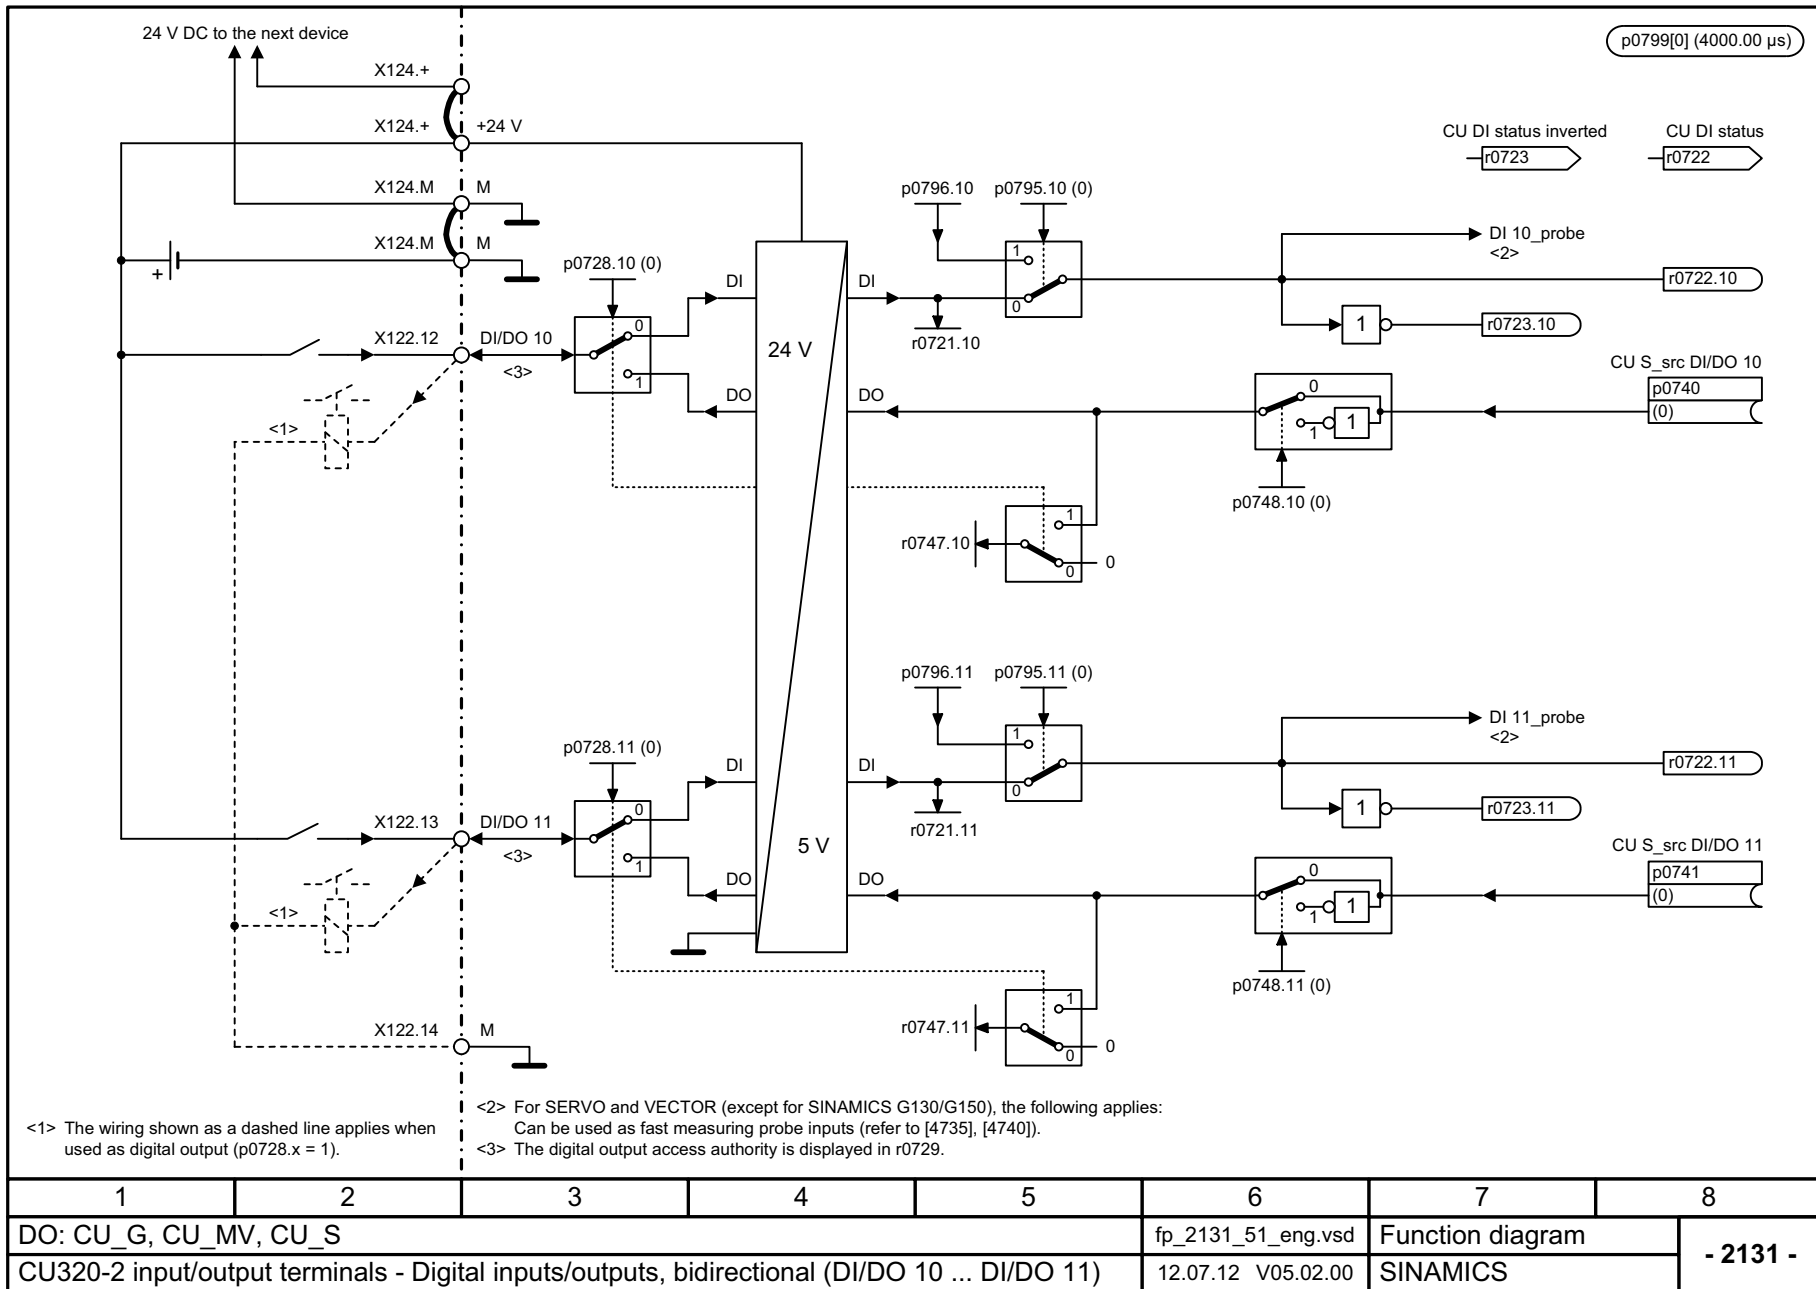 24 V DC to the next device
p0799[0] (4000.00 µs)
X124.+
X124.+ +24 V
CU DI status inverted CU DI status
r0723 r0722
X124.M M
p0796.10 p0795.10 (0)
X124.M M
DI 10_probe
<2>
1
0
+
p0728.10 (0)
DI DI
r0722.10
0
1
r0721.10
1
r0723.10
24 V
X122.12 DI/DO 10
<3>
CU S_src DI/DO 10
p0740
(0)
DO DO
0
1
1
<1>
p0748.10 (0)
r0747.10
1
0
0
p0796.11 p0795.11 (0)
DI 11_probe
<2>
1
0
p0728.11 (0)
DI DI
r0722.11
0
1
r0721.11
1
r0723.11
X122.13 DI/DO 11
<3>
5 V
CU S_src DI/DO 11
p0741
(0)
DO DO
0
1
1
<1>
p0748.11 (0)
r0747.11
1
0
0
X122.14 M
<1> The wiring shown as a dashed line applies when
used as digital output (p0728.x = 1).
<2> For SERVO and VECTOR (except for SINAMICS G130/G150), the following applies:
Can be used as fast measuring probe inputs (refer to [4735], [4740]).
<3> The digital output access authority is displayed in r0729.
1 2 3 4 5 6 7 8
DO: CU_G, CU_MV, CU_S fp_2131_51_eng.vsd Function diagram
- 2131 -
CU320-2 input/output terminals - Digital inputs/outputs, bidirectional (DI/DO 10 ... DI/DO 11) 12.07.12 V05.02.00 SINAMICS